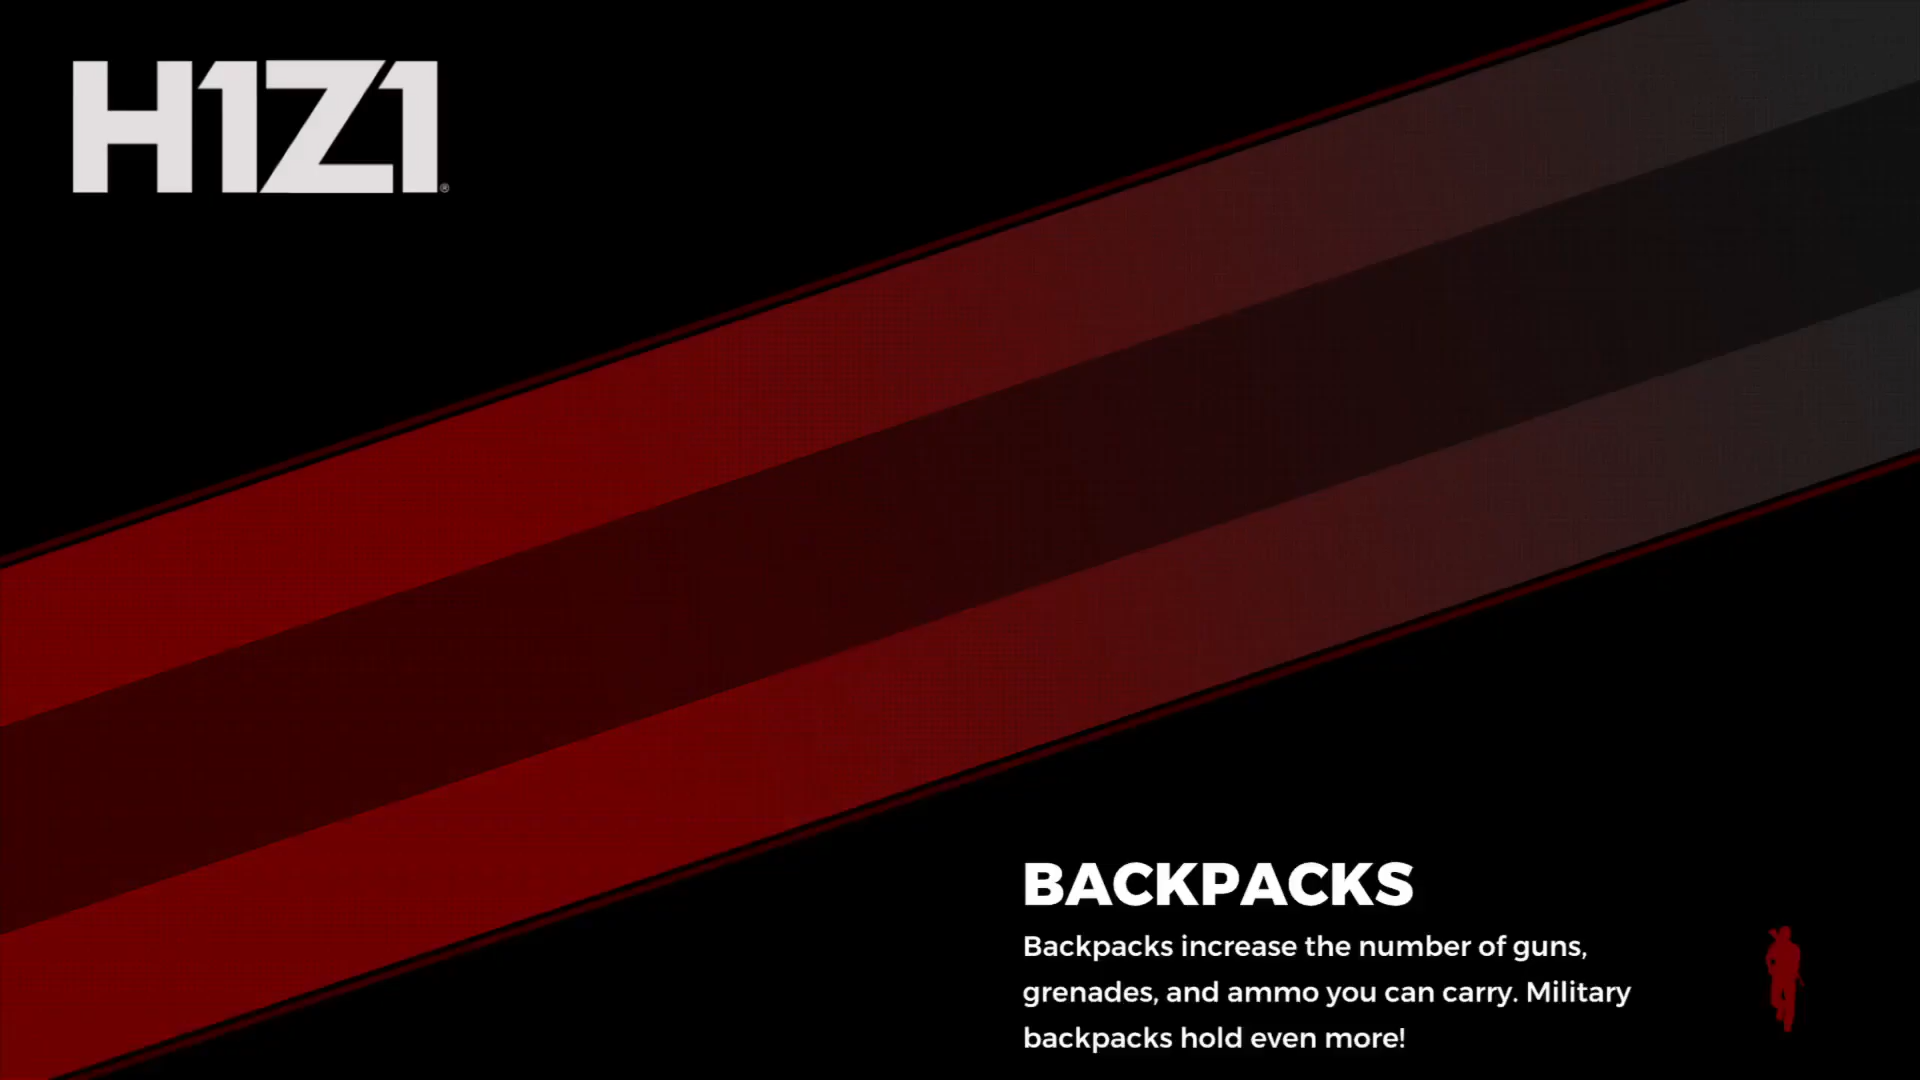 H1Z1®
BACKPACKS
Backpacks increase the number of guns,
grenades, and ammo you can carry. Military
backpacks hold even more!